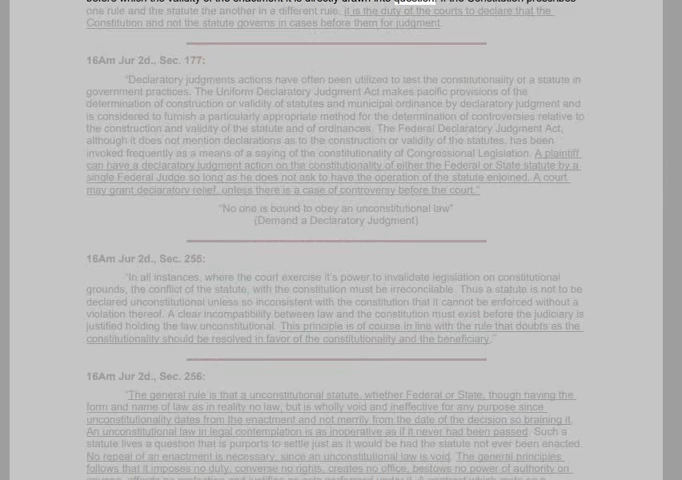 before which the validity of the enactment it is directly drawn into question. If the Constitution prescribes
one rule and the statute the another in a different rule, it is the duty of the courts to declare that the
Constitution and not the statute governs in cases before them for judgment.
16Am Jur 2d., Sec. 177:
"Declaratory judgments actions have often been utilized to test the constitutionality of a statute in
government practices. The Uniform Declaratory Judgment Act makes pacific provisions of the
determination of construction or validity of statutes and municipal ordinance by declaratory judgment and
is considered to furnish a particularly appropriate method for the determination of controversies relative to
the construction and validity of the statute and of ordinances. The Federal Declaratory Judgment Act,
although it does not mention declarations as to the construction or validity of statutes, has been
invoked frequently as a means of a saying of the constitutionality of Congressional Legislation. A plaintiff
can have a declaratory judgment action on the constitutionality of either the Federal or State statute by a
single Federal Judge so long as he does not ask to have the operation of the statute enjoined. A court
may grant declaratory relief, unless there is a case of controversy before the court."
"No one is bound to obey an unconstitutional law"
(Demand a Declaratory Judgment)
16Am Jur 2d., Sec. 255:
"In all instances, where the court exercise it's power to invalidate legislation on constitutional
grounds, the conflict of the statute, with the constitution must be irreconcilable. Thus a statute is not to be
declared unconstitutional unless so inconsistent with the constitution that it cannot be enforced without a
violation thereof. A clear incompatibility between law and the constitution must exist before the judiciary is
justified holding the law unconstitutional. This principle is of course in line with the rule that doubts as the
constitutionality should be resolved in favor of the constitutionality and the beneficiary."
16Am Jur 2d., Sec. 256:
"The general rule is that a unconstitutional statute, whether Federal or State, though having the
form and name of law as in reality no law, but is wholly void and ineffective for any purpose since
unconstitutionality dates from the enactment and not merrily from the date of the decision so braining it.
An unconstitutional law in legal contemplation is as inoperative as if it never had been passed. Such a
statute lives a question that is purports to settle just as it would be had the statute not ever been enacted.
No repeal of an enactment is necessary, since an unconstitutional law is void. The general principles
follows that it imposes no duty, converse no rights, creates no office, bestows no power of authority on